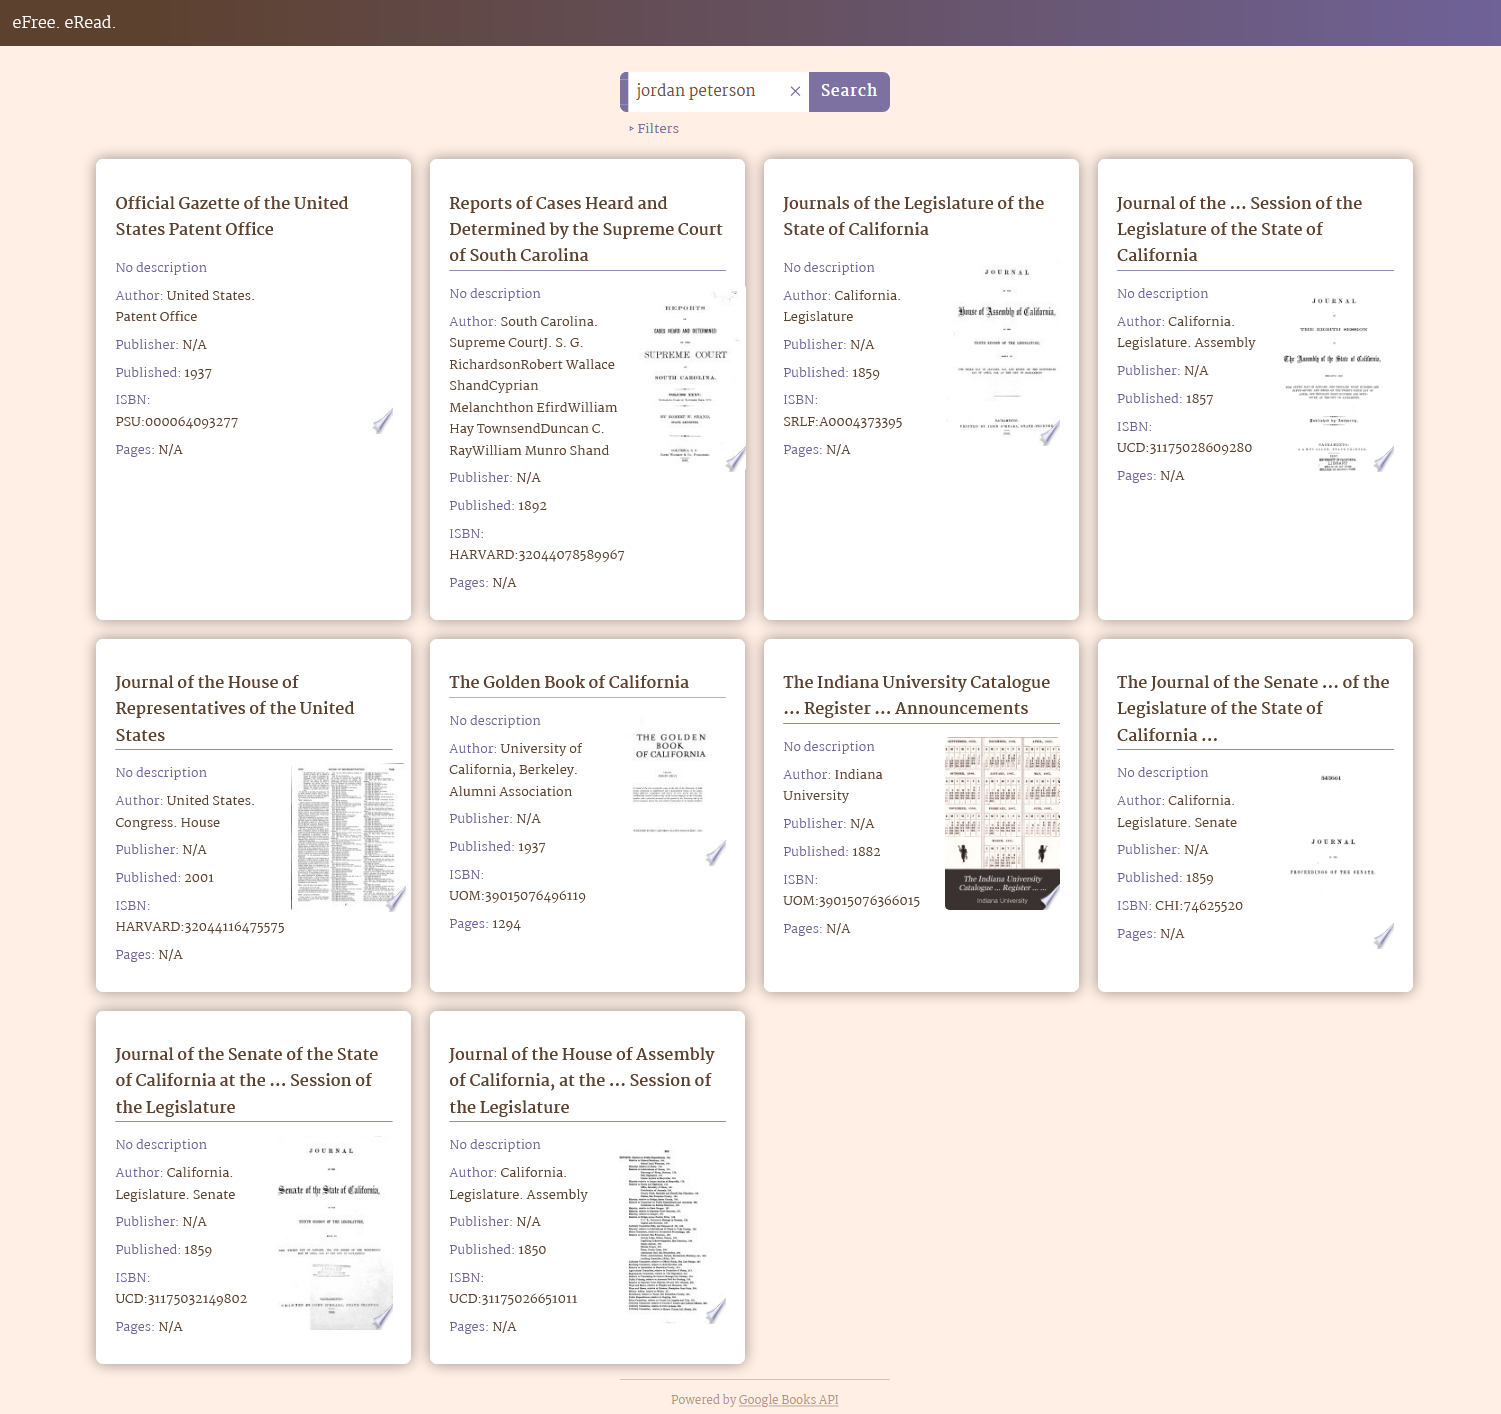 eFree. eRead.
jordan peterson
Search
Filters
Official Gazette of the United
States Patent Office
No description
Author: United States.
Patent Office
Publisher: N/A
Published: 1937
ISBN:
PSU:000064093277
Pages: N/A
Reports of Cases Heard and
Determined by the Supreme Court
of South Carolina
No description
Author: South Carolina.
Supreme CourtJ. S. G.
RichardsonRobert Wallace
ShandCyprian
Melanchthon EfirdWilliam
Hay TownsendDuncan C.
RayWilliam Munro Shand
Publisher: N/A
Published: 1892
ISBN:
HARVARD:32044078589967
Pages: N/A
REPORTS
CASES HEARD AND DETERMINED
SUPREME COURT
SOUTH CAROLINA.
Journals of the Legislature of the
State of California
No description
Author: California.
Legislature
Publisher: N/A
Published: 1859
ISBN:
SRLF:A0004373395
Pages: N/A
JOURNAL
House of Assembly of California,
Journal of the ... Session of the
Legislature of the State of
California
No description
Author: California.
Legislature. Assembly
Publisher: N/A
Published: 1857
ISBN:
UCD:31175028609280
Pages: N/A
JOURNAL
THE EIGHTH SESSION
The Assembly of the State of California,
Journal of the House of
Representatives of the United
States
No description
Author: United States.
Congress. House
Publisher: N/A
Published: 2001
ISBN:
HARVARD:32044116475575
Pages: N/A
The Golden Book of California
No description
Author: University of
California, Berkeley.
Alumni Association
Publisher: N/A
Published: 1937
ISBN:
UOM:39015076496119
Pages: 1294
THE GOLDEN
BOOK
OF CALIFORNIA
The Indiana University Catalogue
... Register ... Announcements
No description
Author: Indiana
University
Publisher: N/A
Published: 1882
ISBN:
UOM:39015076366015
Pages: N/A
The Indiana University
Catalogue ... Register ... ...
Indiana University
The Journal of the Senate ... of the
Legislature of the State of
California ...
No description
Author: California.
Legislature. Senate
Publisher: N/A
Published: 1859
ISBN: CHI:74625520
Pages: N/A
JOURNAL
PROCEEDINGS OF THE SENATE.
Journal of the Senate of the State
of California at the ... Session of
the Legislature
No description
Author: California.
Legislature. Senate
Publisher: N/A
Published: 1859
ISBN:
UCD:31175032149802
Pages: N/A
JOURNAL
Senate of the State of California,
TENTH SESSION OF THE LEGISLATURE,
Journal of the House of Assembly
of California, at the ... Session of
the Legislature
No description
Author: California.
Legislature. Assembly
Publisher: N/A
Published: 1850
ISBN:
UCD:31175026651011
Pages: N/A
Powered by Google Books API